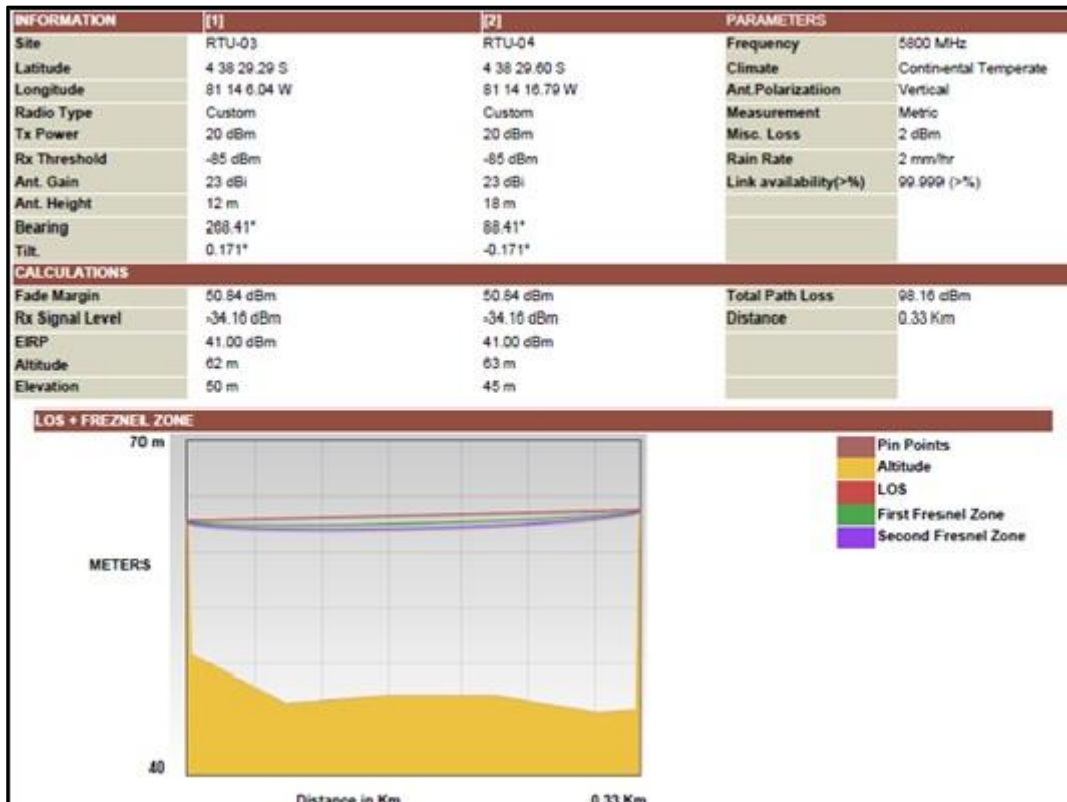 INFORMATION [1] [2] PARAMETERS
Site RTU-03 RTU-04 Frequency 5800 MHz
Latitude 4 38 29.29 S 4 38 29.60 S Climate Continental Temperate
Longitude 81 14 6.04 W 81 14 16.79 W Ant.Polarizatiion Vertical
Radio Type Custom Custom Measurement Metric
Tx Power 20 dBm 20 dBm Misc. Loss 2 dBm
Rx Threshold -85 dBm -85 dBm Rain Rate 2 mm/hr
Ant. Gain 23 dBi 23 dBi Link availability(>%) 99.999 (>%)
Ant. Height 12 m 18 m
Bearing 268.41° 88.41°
Tilt. 0.171° -0.171°
CALCULATIONS
Fade Margin 50.84 dBm 50.84 dBm Total Path Loss 98.16 dBm
Rx Signal Level -34.16 dBm -34.16 dBm Distance 0.33 Km
EIRP 41.00 dBm 41.00 dBm
Altitude 62 m 63 m
Elevation 50 m 45 m
LOS + FREZNEIL ZONE
70 m
METERS
40
Distance in Km 0.33 Km
Pin Points
Altitude
LOS
First Fresnel Zone
Second Fresnel Zone